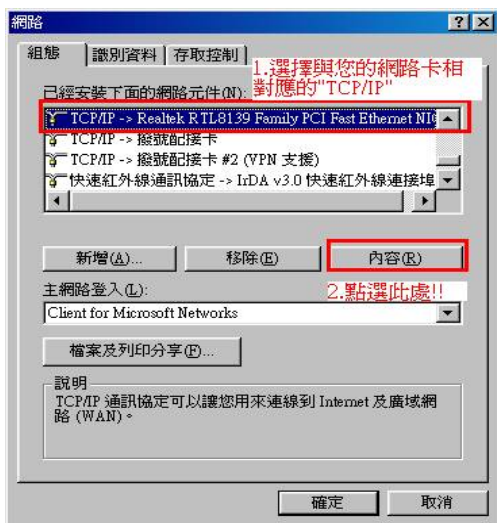 網路
組態
識別資料
存取控制
1.選擇與您的網路卡相
對應的"TCP/IP"
已經安裝下面的網路元件(N):
TCP/IP -> Realtek RTL8139 Family PCI Fast Ethernet NIC
TCP/IP -> 撥號配接卡
TCP/IP -> 撥號配接卡 #2 (VPN 支援)
快速紅外線通訊協定 -> IrDA v3.0 快速紅外線連接埠
新增(A)...
移除(E)
內容(R)
主網路登入(L):
2.點選此處!!
Client for Microsoft Networks
檔案及列印分享(F)...
說明
TCP/IP 通訊協定可以讓您用來連線到 Internet 及廣域網
路 (WAN)。
確定
取消